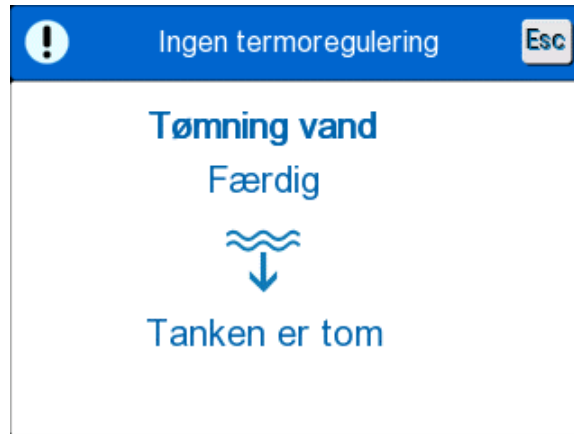 Ingen termoregulering
Esc
Tømning vand
Færdig
Tanken er tom